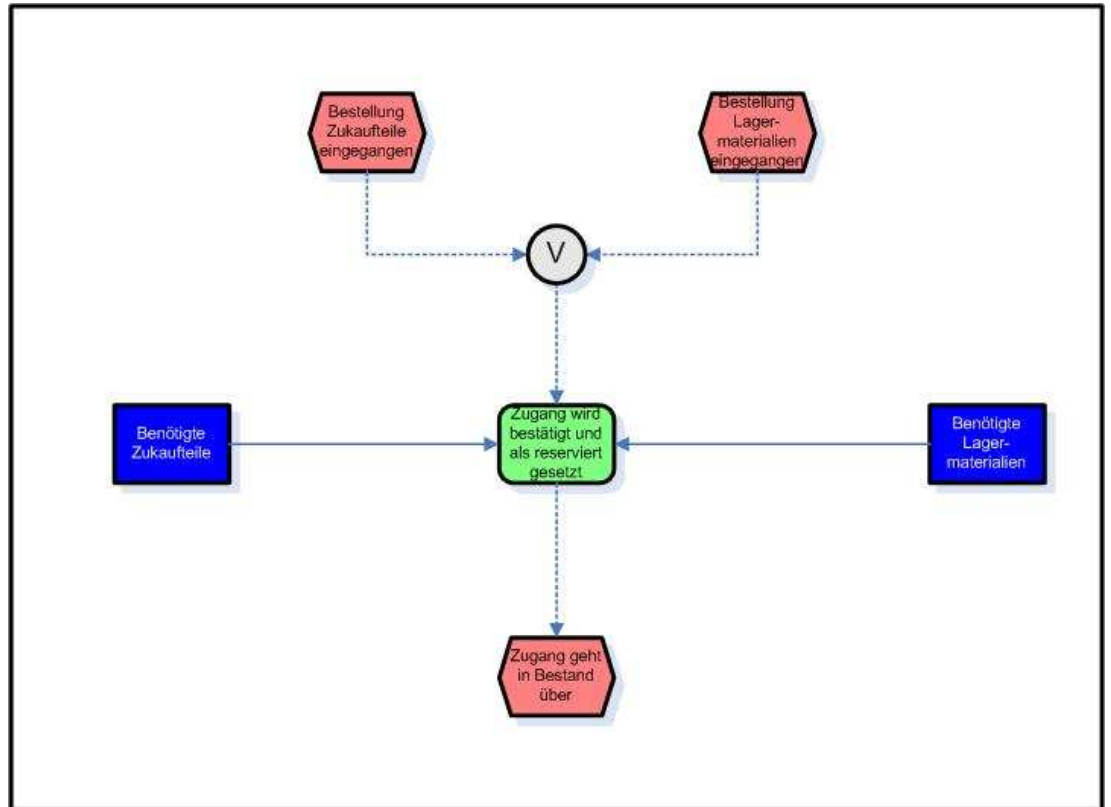 Bestellung
Zukaufteile
eingegangen
Bestellung
Lager-
materialien
eingegangen
V
Benötigte
Zukaufteile
Zugang wird
bestätigt und
als reserviert
gesetzt
Benötigte
Lager-
materialien
Zugang geht
in Bestand
über